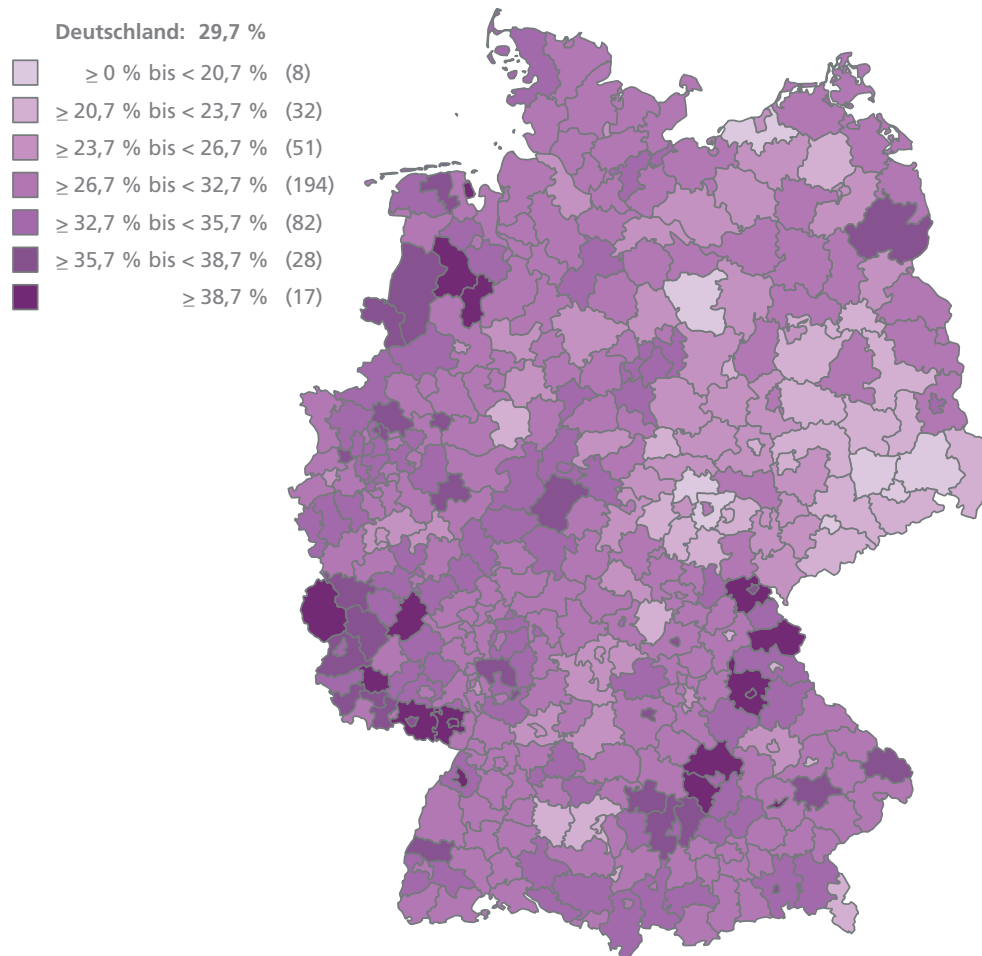 Deutschland: 29,7 %
≥ 0 % bis < 20,7 % (8)
≥ 20,7 % bis < 23,7 % (32)
≥ 23,7 % bis < 26,7 % (51)
≥ 26,7 % bis < 32,7 % (194)
≥ 32,7 % bis < 35,7 % (82)
≥ 35,7 % bis < 38,7 % (28)
≥ 38,7 % (17)